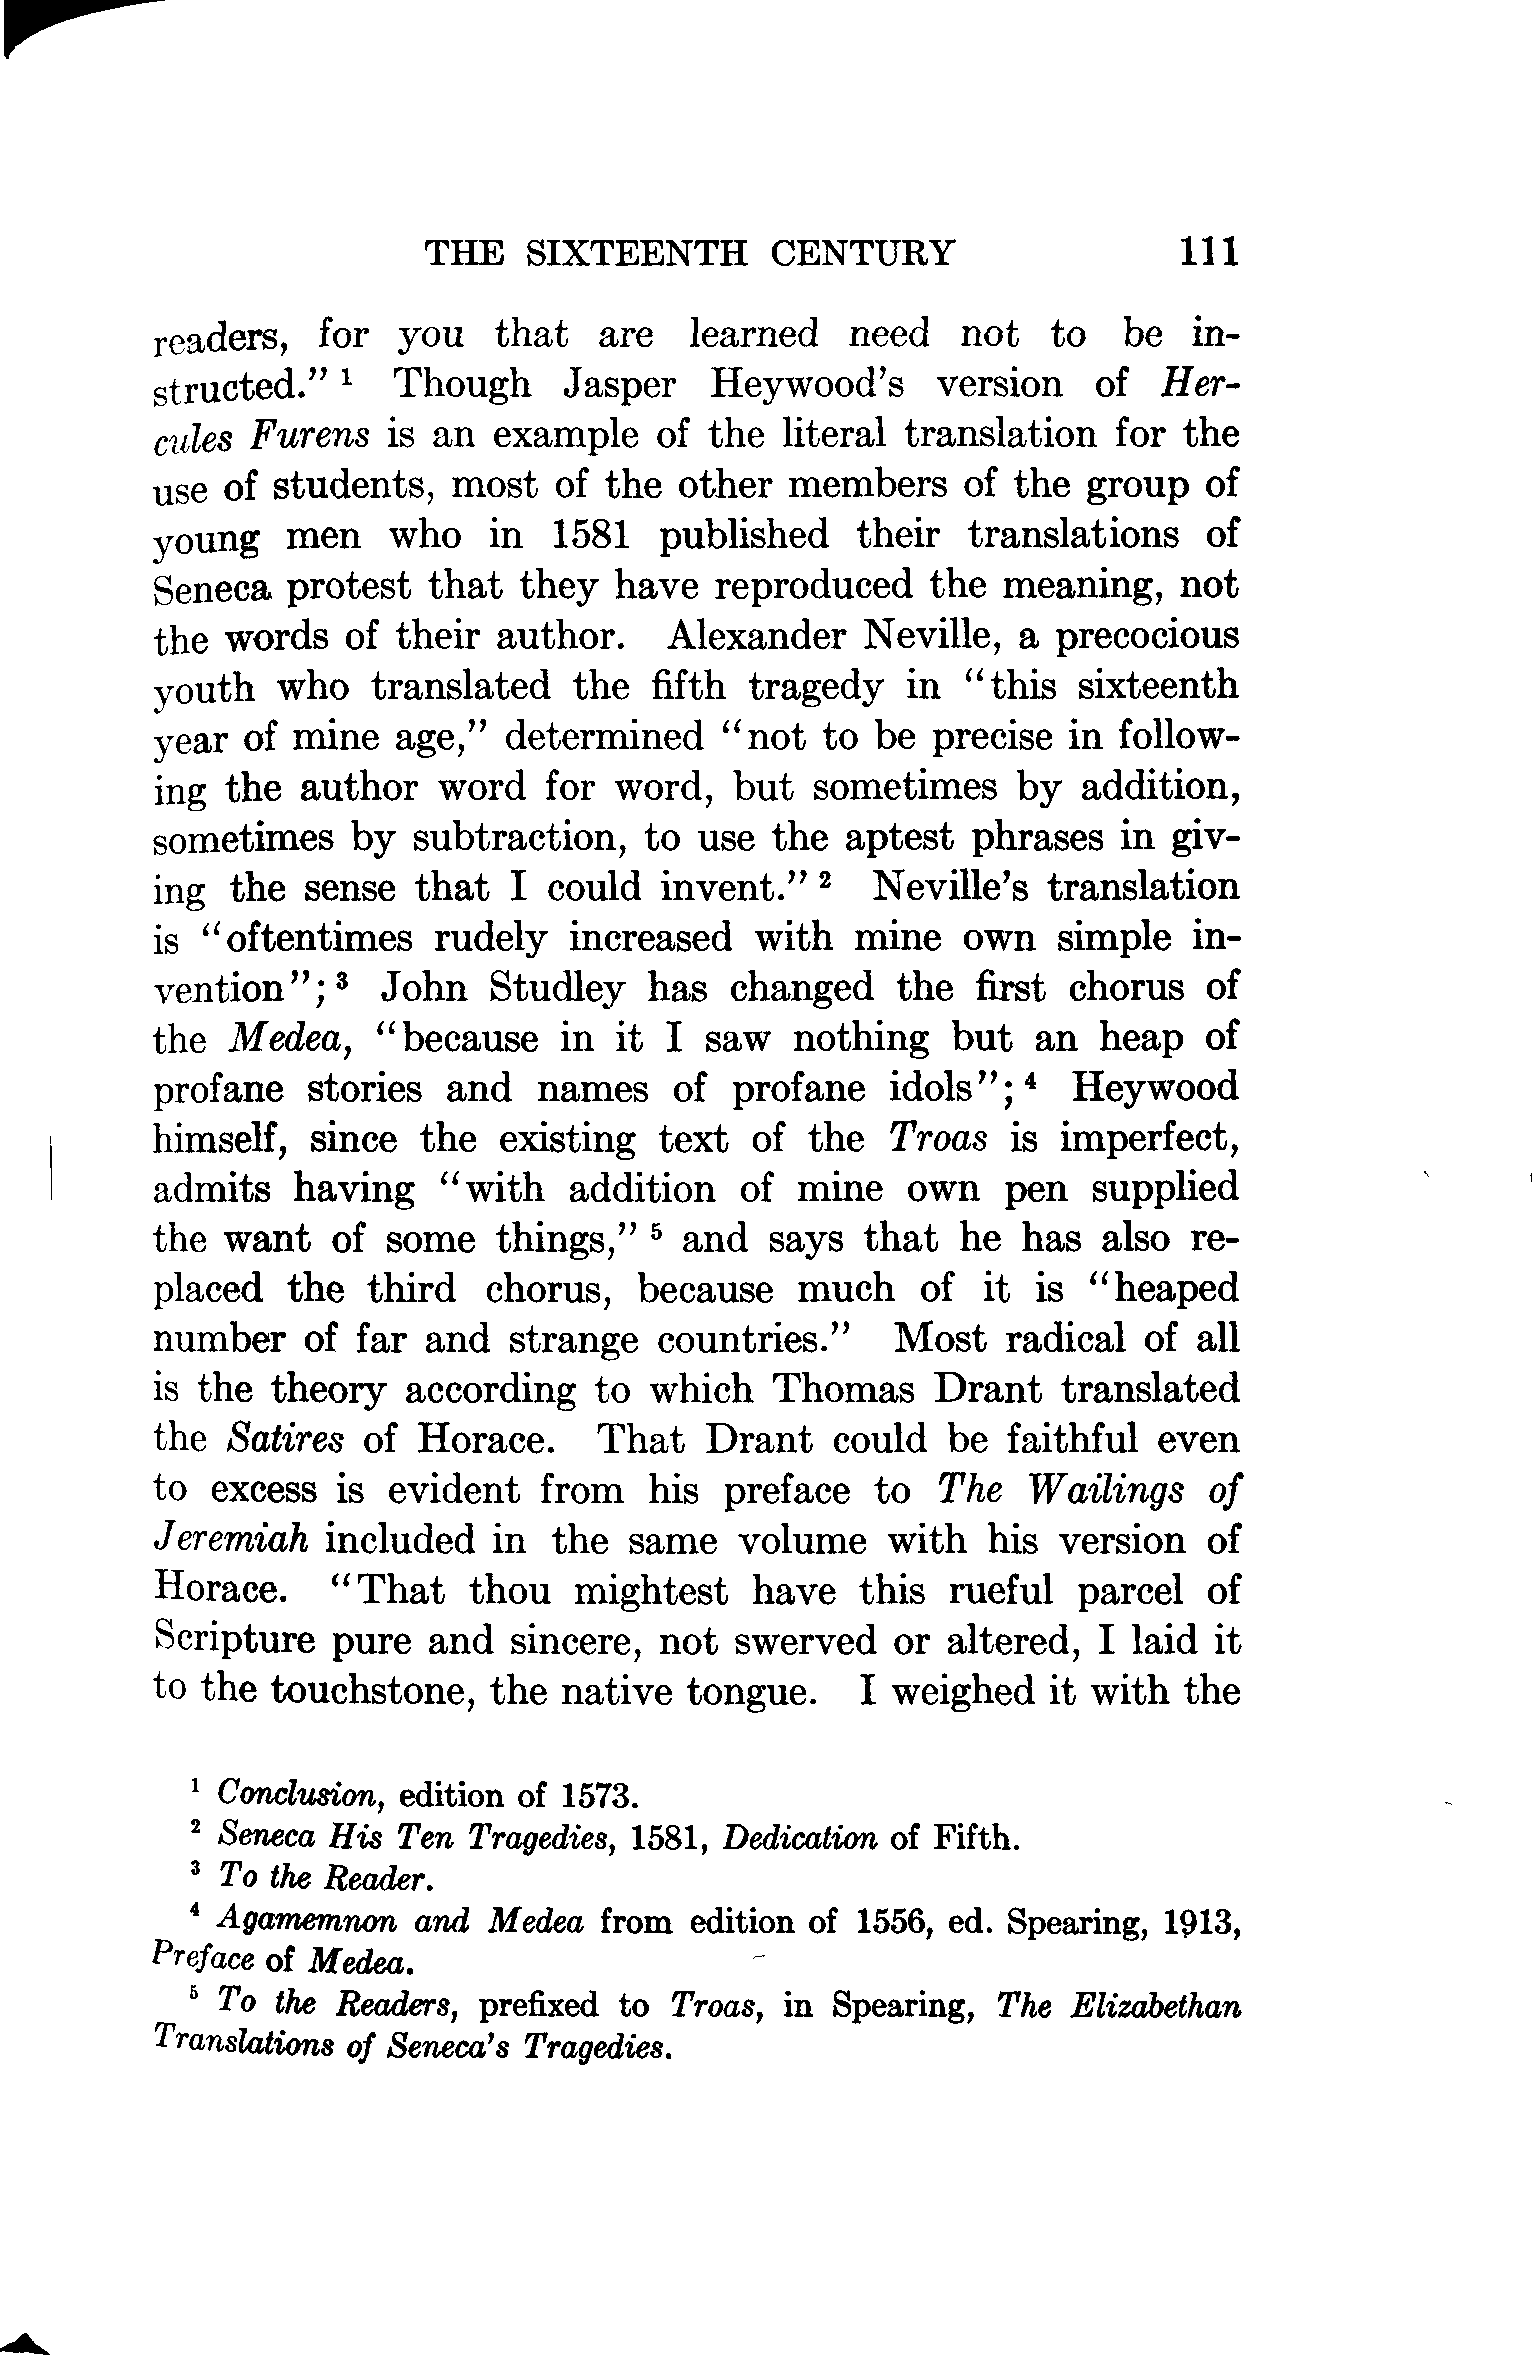 THE SIXTEENTH CENTURY 111
readers, for you that are learned need not to be in-
structed." 1 Though Jasper Heywood's version of Her-
cules Furens is an example of the literal translation for the
use of students, most of the other members of the group of
young men who in 1581 published their translations of
Seneca protest that they have reproduced the meaning, not
the words of their author. Alexander Neville, a precocious
youth who translated the fifth tragedy in "this sixteenth
year of mine age," determined "not to be precise in follow-
ing the author word for word, but sometimes by addition,
sometimes by subtraction, to use the aptest phrases in giv-
ing the sense that I could invent." 2 Neville's translation
is "oftentimes rudely increased with mine own simple in-
vention"; 3 John Studley has changed the first chorus of
the Medea, "because in it I saw nothing but an heap of
profane stories and names of profane idols"; 4 Heywood
himself, since the existing text of the Troas is imperfect,
admits having "with addition of mine own pen supplied
the want of some things," 5 and says that he has also re-
placed the third chorus, because much of it is "heaped
number of far and strange countries." Most radical of all
is the theory according to which Thomas Drant translated
the Satires of Horace. That Drant could be faithful even
to excess is evident from his preface to The Wailings of
Jeremiah included in the same volume with his version of
Horace. "That thou mightest have this rueful parcel of
Scripture pure and sincere, not swerved or altered, I laid it
to the touchstone, the native tongue. I weighed it with the
1 Conclusion, edition of 1573.
2 Seneca His Ten Tragedies, 1581, Dedication of Fifth.
3 To the Reader.
4 Agamemnon and Medea from edition of 1556, ed. Spearing, 1913,
Preface of Medea.
5 To the Readers, prefixed to Troas, in Spearing, The Elizabethan
Translations of Seneca's Tragedies.